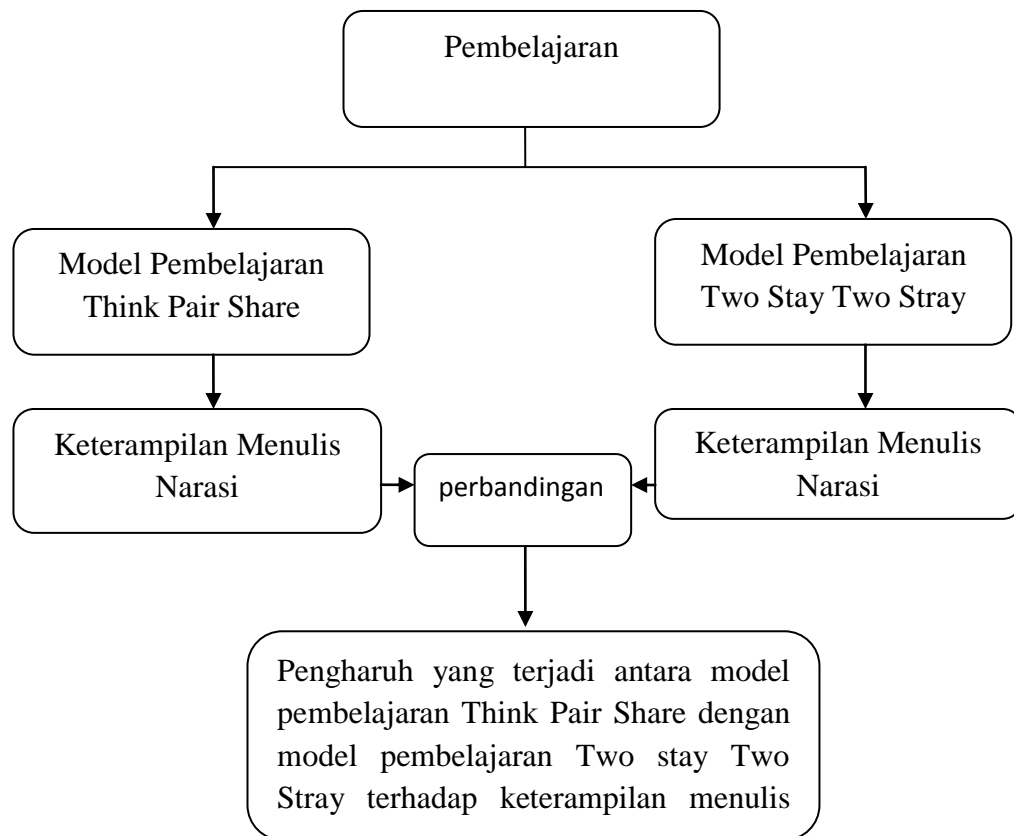 Pembelajaran
Model Pembelajaran
Think Pair Share
Model Pembelajaran
Two Stay Two Stray
Keterampilan Menulis
Narasi
perbandingan
Keterampilan Menulis
Narasi
Pengharuh yang terjadi antara model
pembelajaran Think Pair Share dengan
model pembelajaran Two stay Two
Stray terhadap keterampilan menulis